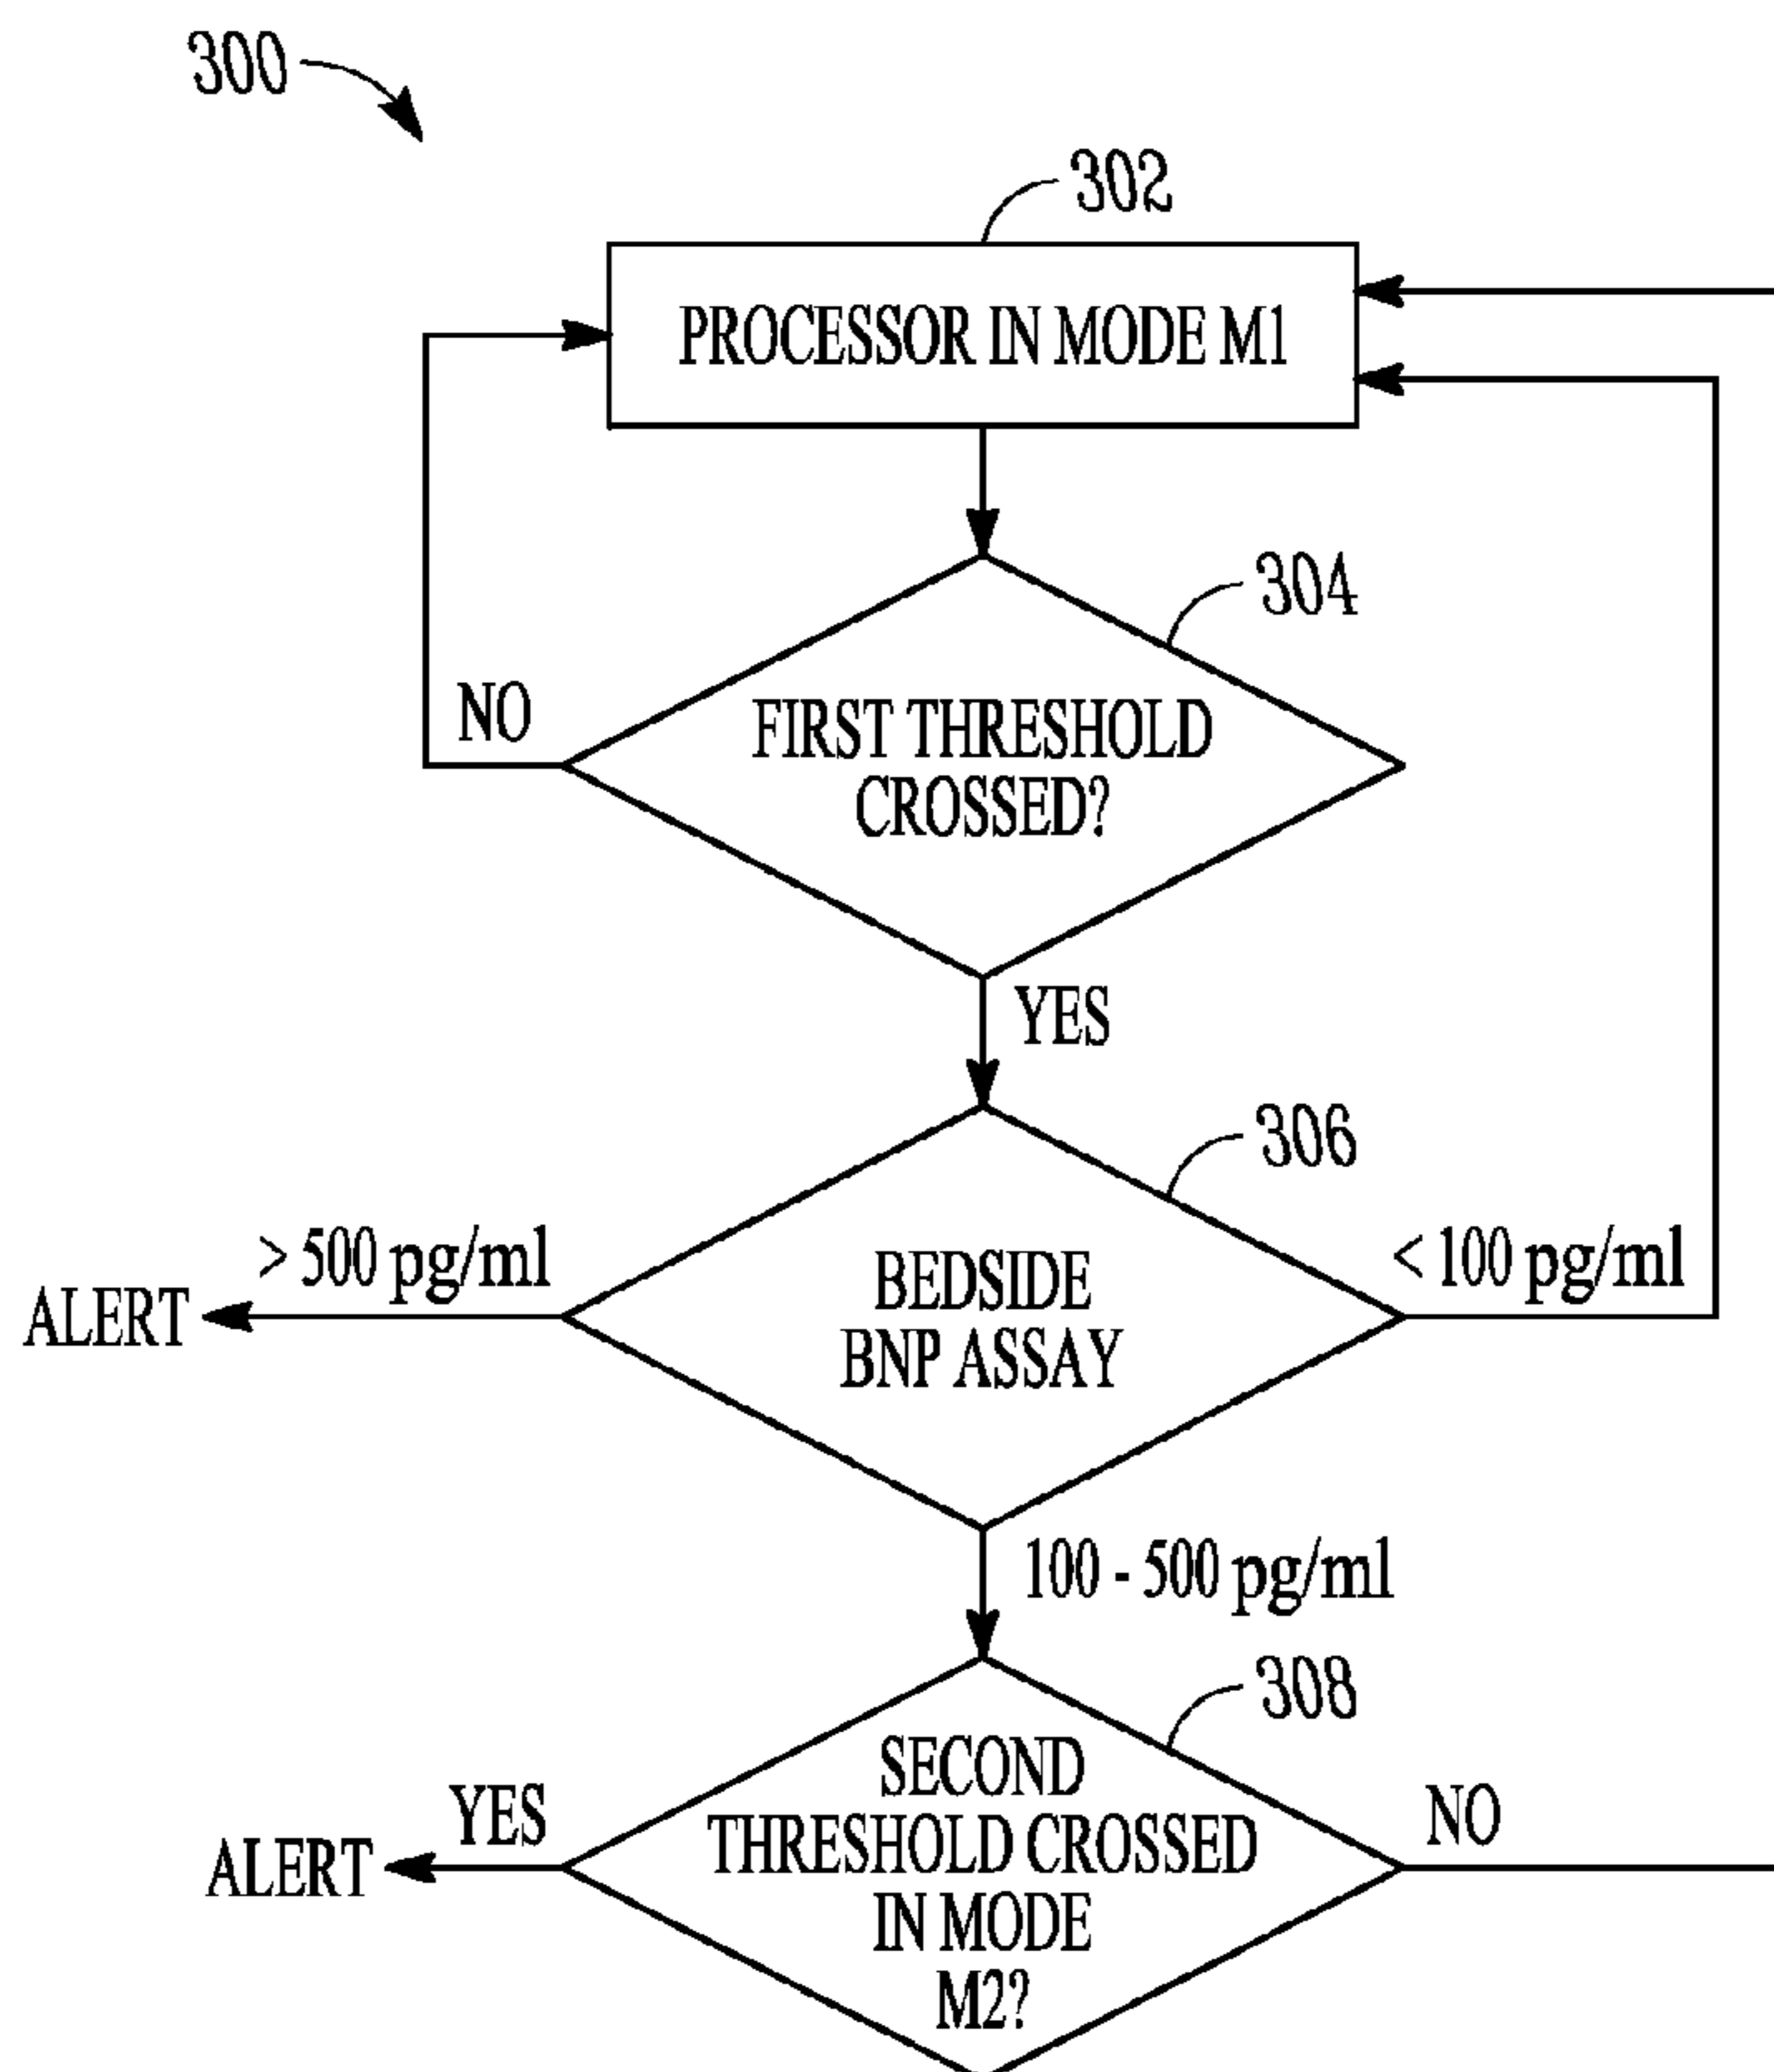 300
302
PROCESSOR IN MODE M1
304
NO
FIRST THRESHOLD
CROSSED?
YES
306
> 500 pg/ml
< 100 pg/ml
ALERT
BEDSIDE
BNP ASSAY
100 - 500 pg/ml
308
SECOND
YES
NO
THRESHOLD CROSSED
ALERT
IN MODE
M2?